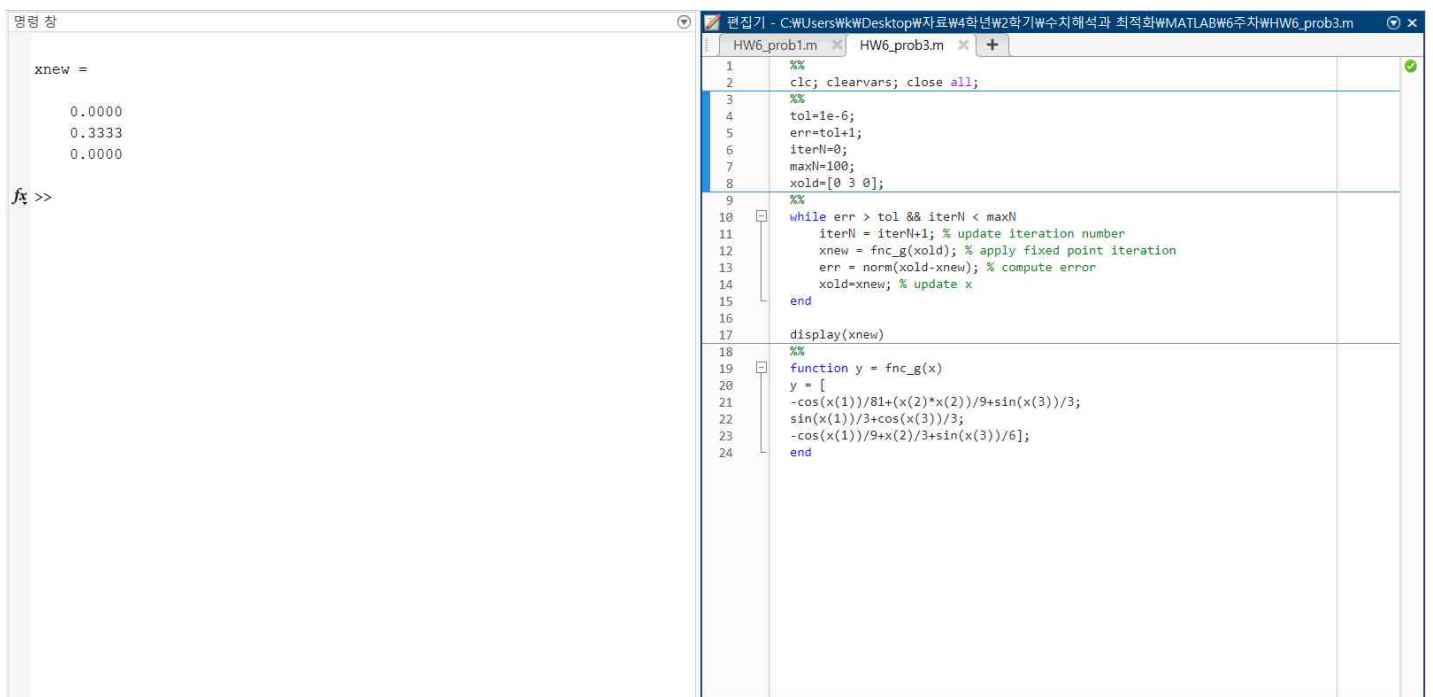 명령 창
xnew =
0.0000
0.3333
0.0000
fx >>
편집기 - C:₩Users₩k₩Desktop₩자료₩4학년₩2학기₩수치해석과 최적화₩MATLAB₩6주차₩HW6_prob3.m
HW6_prob1.m HW6_prob3.m +
1 %%
2 clc; clearvars; close all;
3 %%
4 tol=1e-6;
5 err=tol+1;
6 iterN=0;
7 maxN=100;
8 xold=[0 3 0];
9 %%
10 while err > tol && iterN < maxN
11 iterN = iterN+1; % update iteration number
12 xnew = fnc_g(xold); % apply fixed point iteration
13 err = norm(xold-xnew); % compute error
14 xold=xnew; % update x
15 end
16
17 display(xnew)
18 %%
19 function y = fnc_g(x)
20 y = [
21 -cos(x(1))/81+(x(2)*x(2))/9+sin(x(3))/3;
22 sin(x(1))/3+cos(x(3))/3;
23 -cos(x(1))/9+x(2)/3+sin(x(3))/6];
24 end